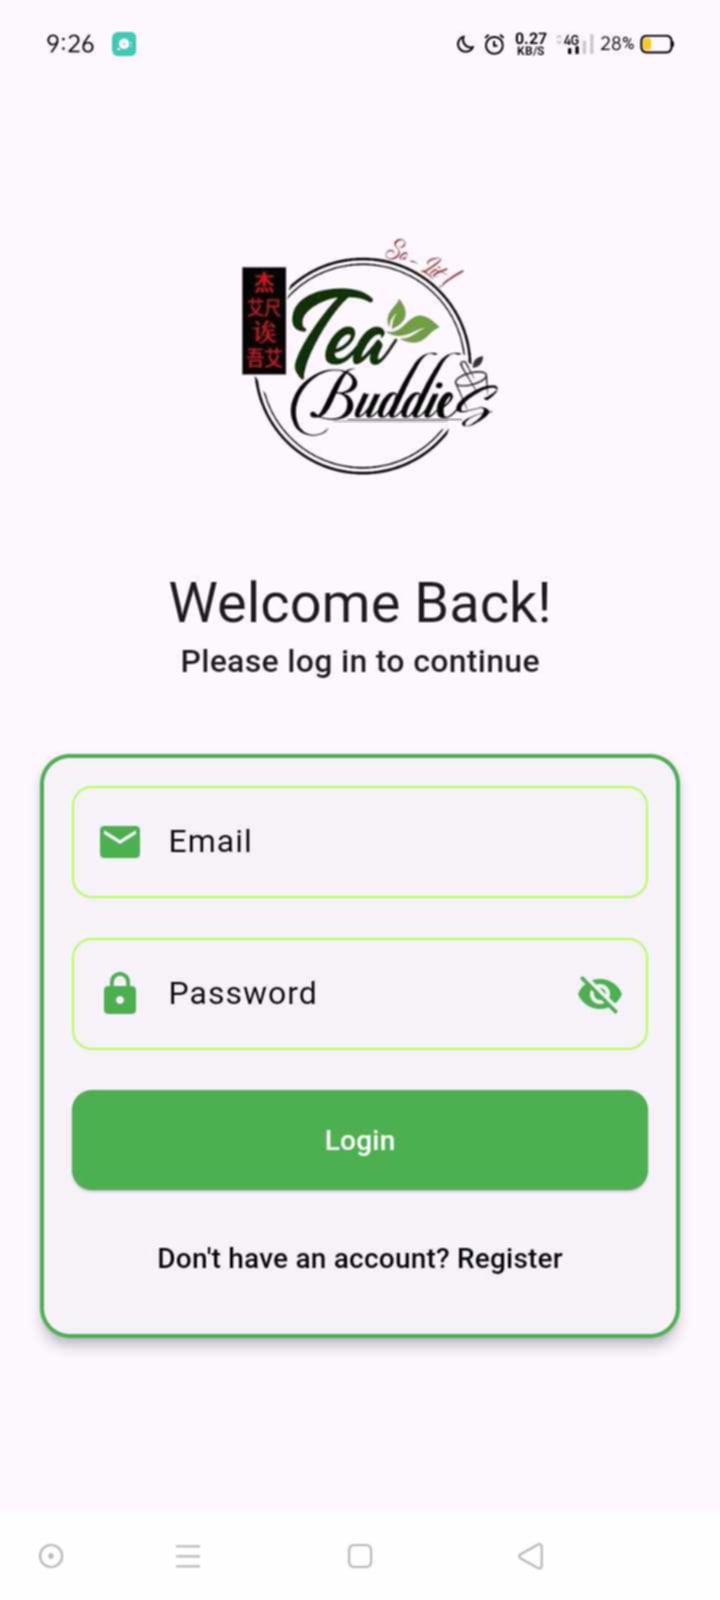 9:26
0.27
KB/S
4G
28%
So-Lit!
杰
艾尺
诶
吾艾
Tea
Buddies
Welcome Back!
Please log in to continue
Email
Password
Login
Don't have an account? Register